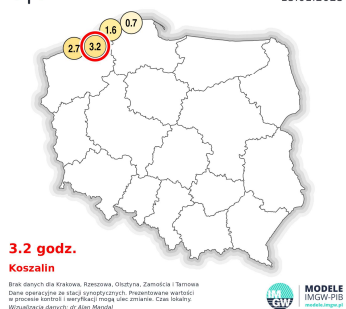 1.6
0.7
2.7
3.2
3.2 godz.
Koszalin
Brak danych dla Krakowa, Rzeszowa, Olsztyna, Zamościa i Tarnowa
Dane operacyjne ze stacji synoptycznych. Prezentowane wartości
w procesie kontroli i weryfikacji mogą ulec zmianie. Czas lokalny.
Wizualizacja danych: dr Alan Mandal
IM
GW
MODELE
IMGW-PIB
modele.imgw.pl